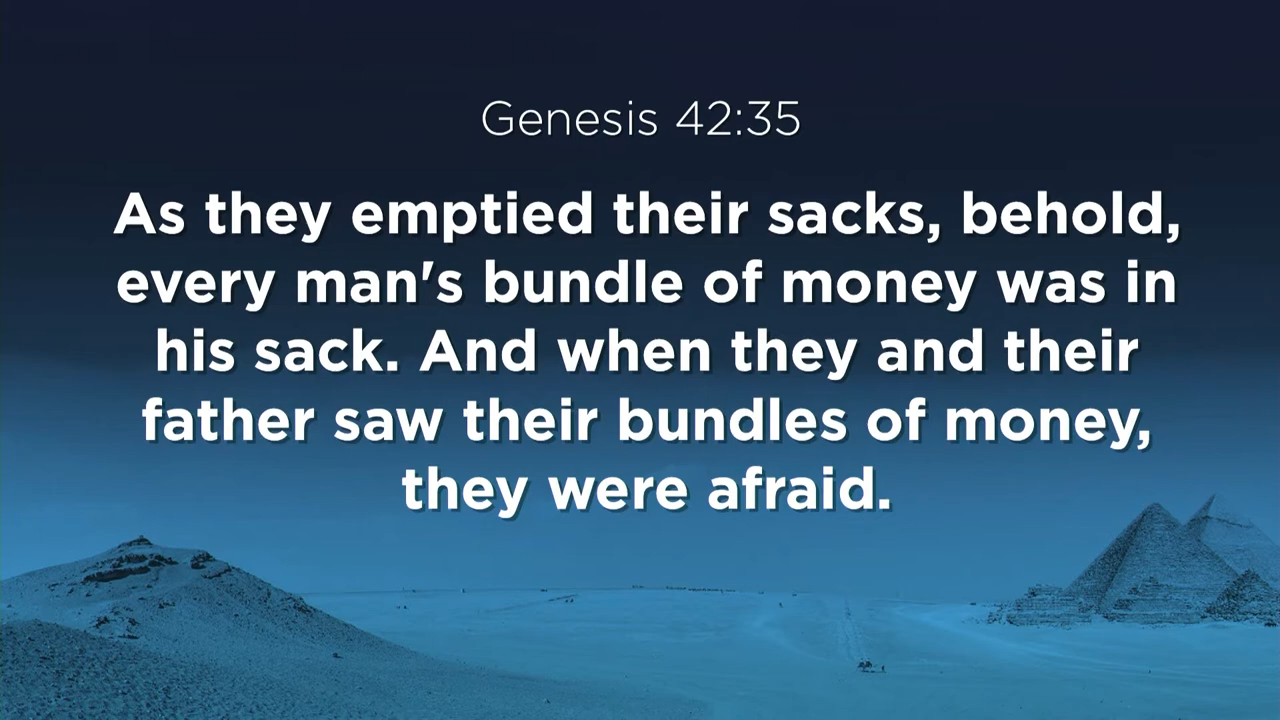 Genesis 42:35
As they emptied their sacks, behold,
every man's bundle of money was in
his sack. And when they and their
father saw their bundles of money,
they were afraid.